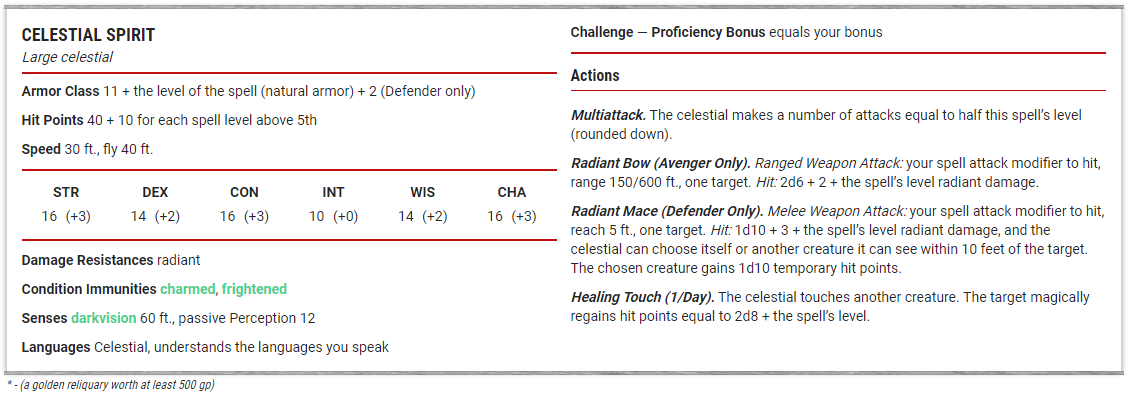 CELESTIAL SPIRIT
Large celestial
Armor Class 11 + the level of the spell (natural armor) + 2 (Defender only)
Hit Points 40 + 10 for each spell level above 5th
Speed 30 ft., fly 40 ft.
STR DEX CON INT WIS CHA
16 (+3) 14 (+2) 16 (+3) 10 (+0) 14 (+2) 16 (+3)
Damage Resistances radiant
Condition Immunities charmed, frightened
Senses darkvision 60 ft., passive Perception 12
Languages Celestial, understands the languages you speak
Challenge — Proficiency Bonus equals your bonus
Actions
Multiattack. The celestial makes a number of attacks equal to half this spell's level
(rounded down).
Radiant Bow (Avenger Only). Ranged Weapon Attack: your spell attack modifier to hit,
range 150/600 ft., one target. Hit: 2d6 + 2 + the spell's level radiant damage.
Radiant Mace (Defender Only). Melee Weapon Attack: your spell attack modifier to hit,
reach 5 ft., one target. Hit: 1d10 + 3 + the spell's level radiant damage, and the
celestial can choose itself or another creature it can see within 10 feet of the target.
The chosen creature gains 1d10 temporary hit points.
Healing Touch (1/Day). The celestial touches another creature. The target magically
regains hit points equal to 2d8 + the spell's level.
* - (a golden reliquary worth at least 500 gp)